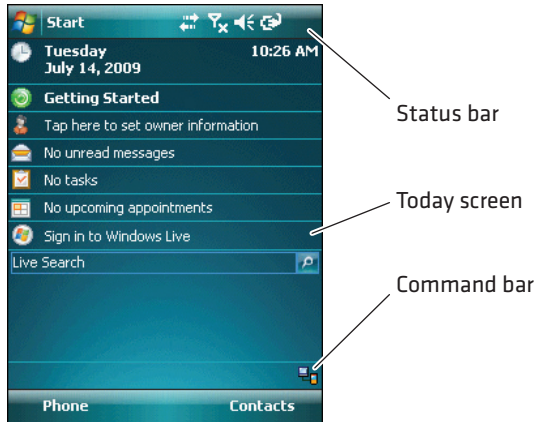 Start
Tuesday 10:26 AM
July 14, 2009
Getting Started
Tap here to set owner information
No unread messages
No tasks
No upcoming appointments
Sign in to Windows Live
Live Search
Phone Contacts
Status bar
Today screen
Command bar